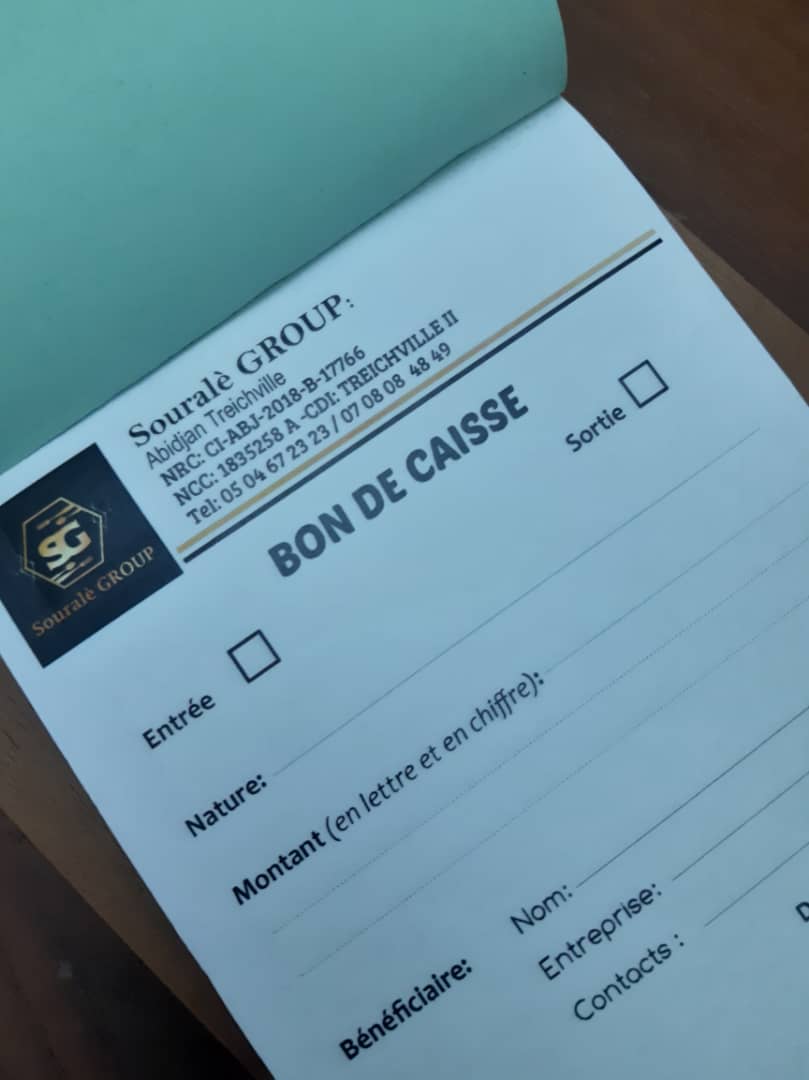 Souralè GROUP:
Abidjan Treichville
NRC: CI-ABJ-2018-B-17766
NCC: 1835258 A -CDI: TREICHVILLE II
Tel: 05 04 67 23 23 / 07 08 08 48 49
SG
Souralè GROUP
BON DE CAISSE
Entrée
Sortie
Nature:
Montant (en lettre et en chiffre):
Bénéficiaire:
Nom:
Entreprise:
Contacts :